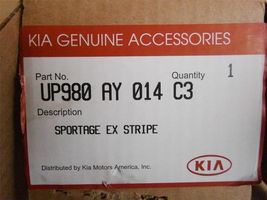 KIA GENUINE ACCESSORIES
Part No. Quantity
UP980 AY 014 C3 1
Description
SPORTAGE EX STRIPE
Distributed by Kia Motors America, Inc.
KIA